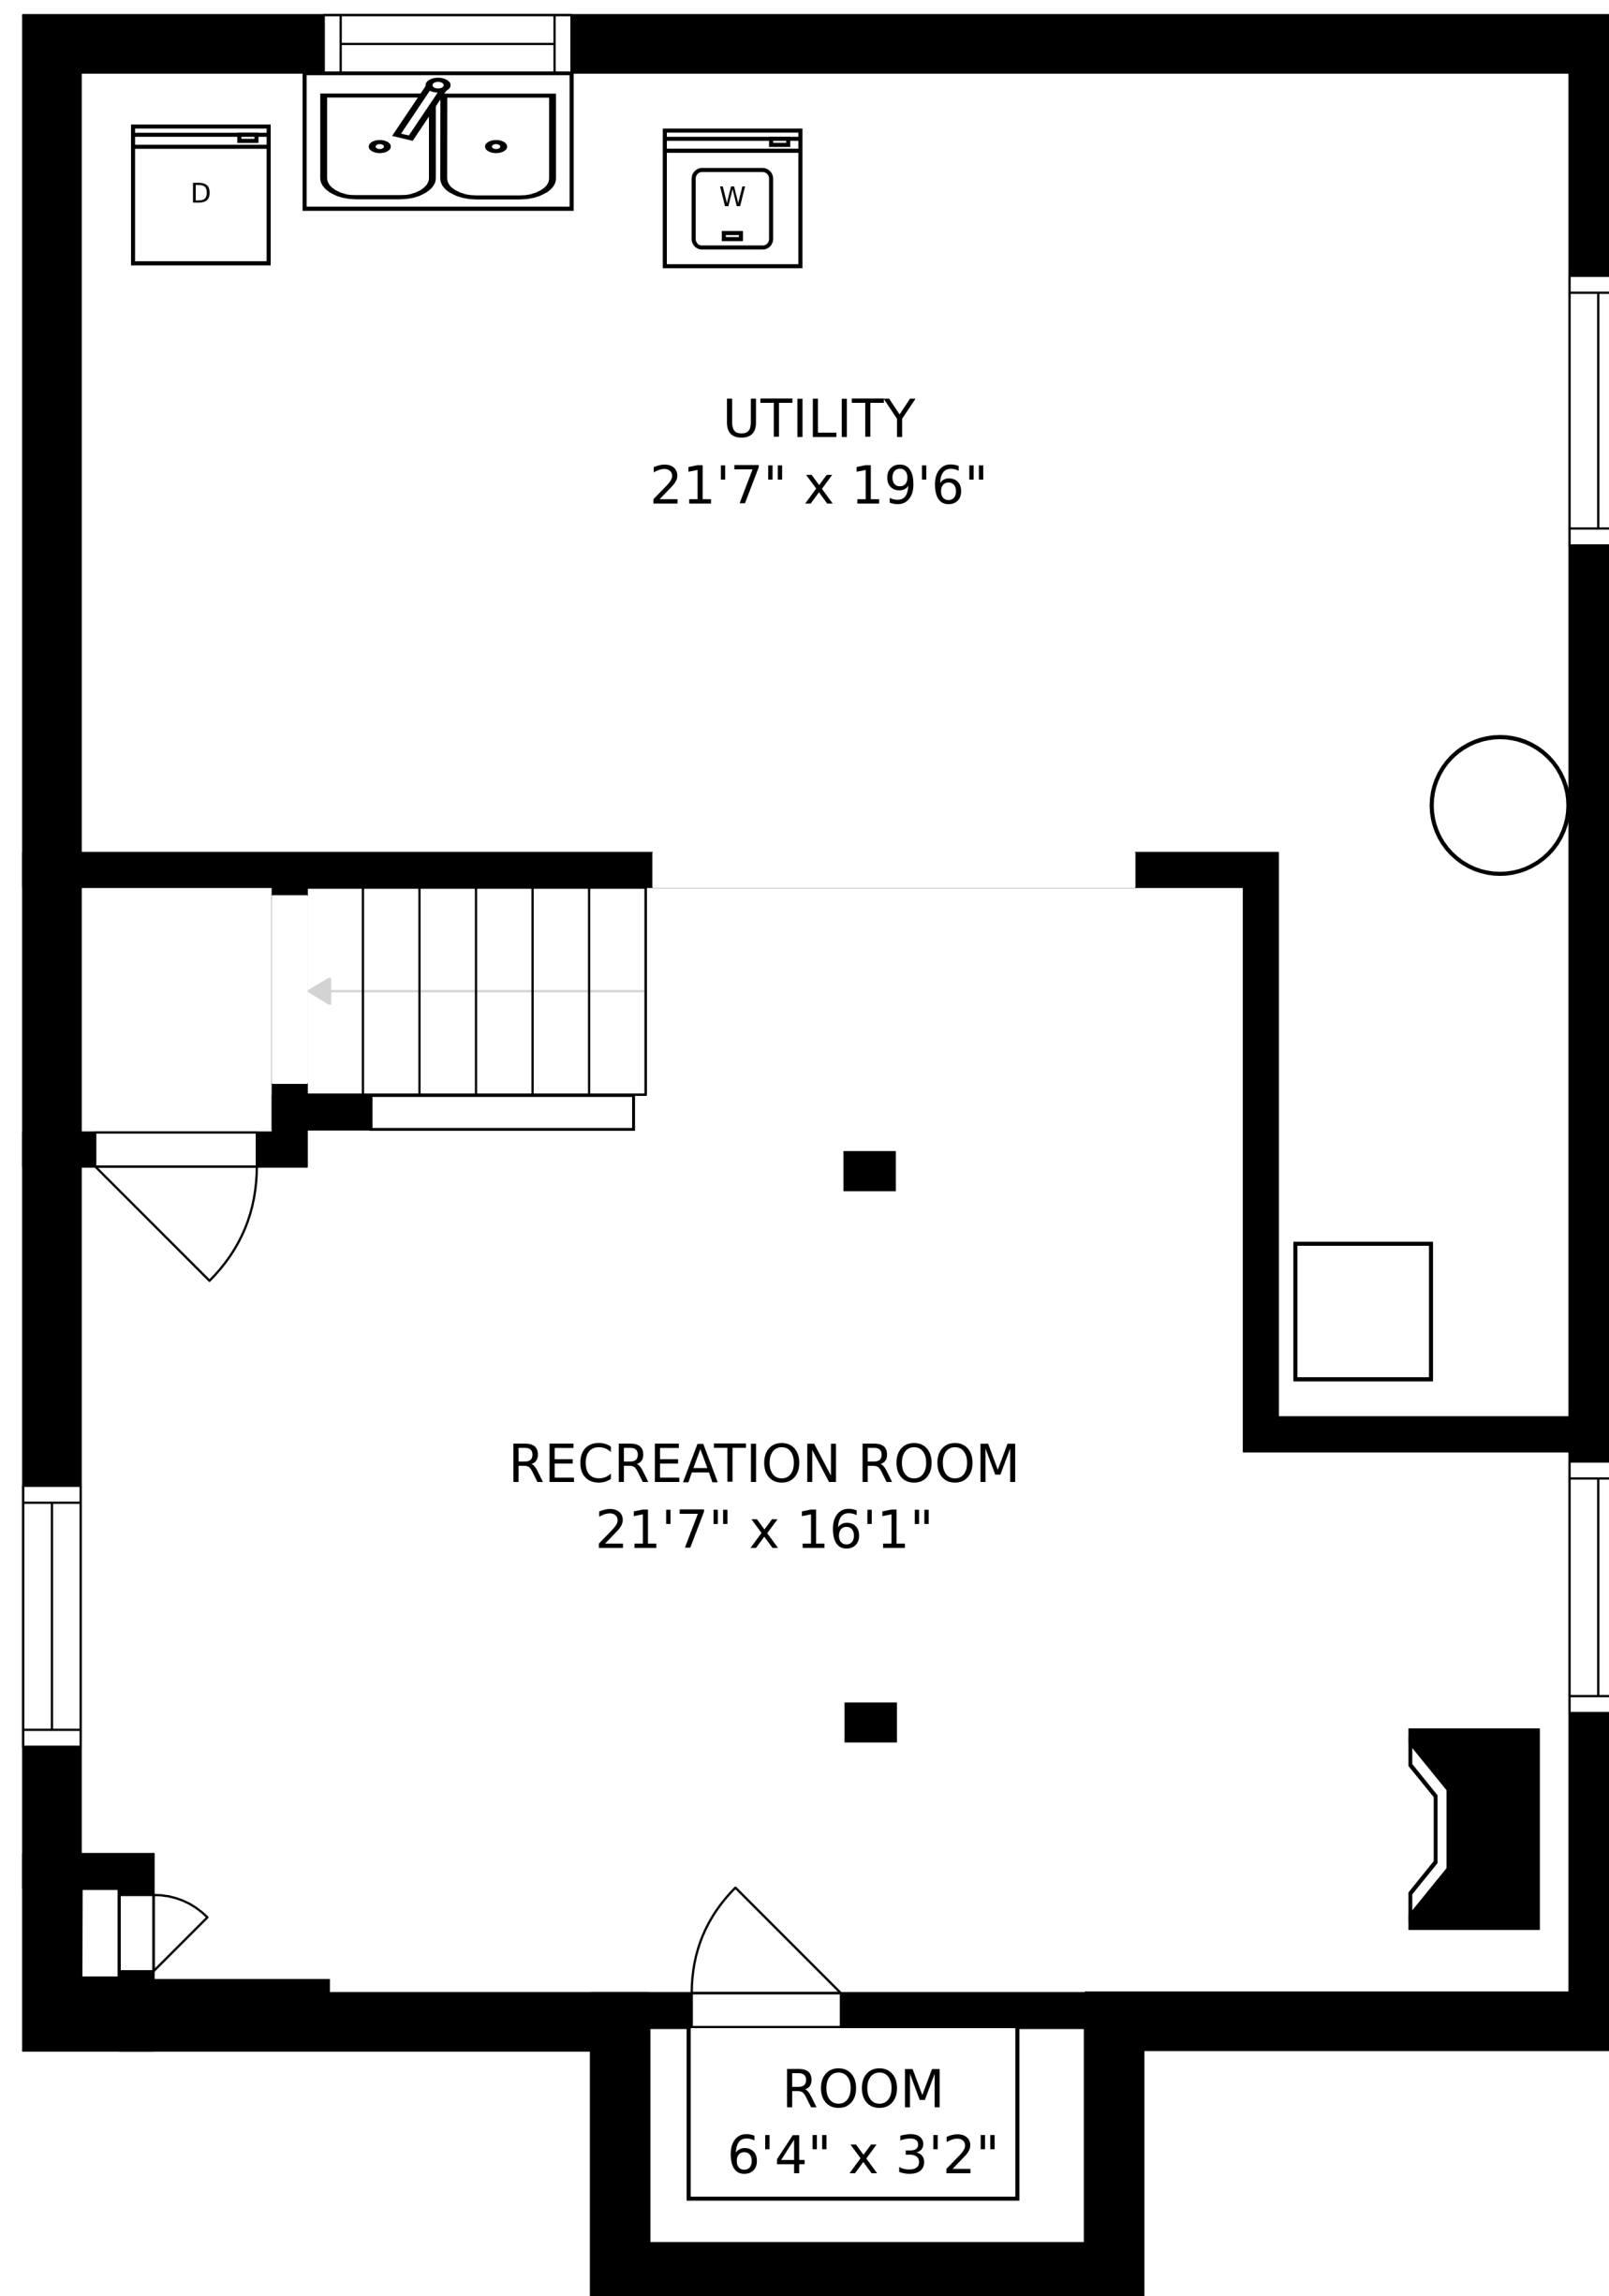 D
W
UTILITY
21'7" x 19'6"
RECREATION ROOM
21'7" x 16'1"
ROOM
6'4" x 3'2"